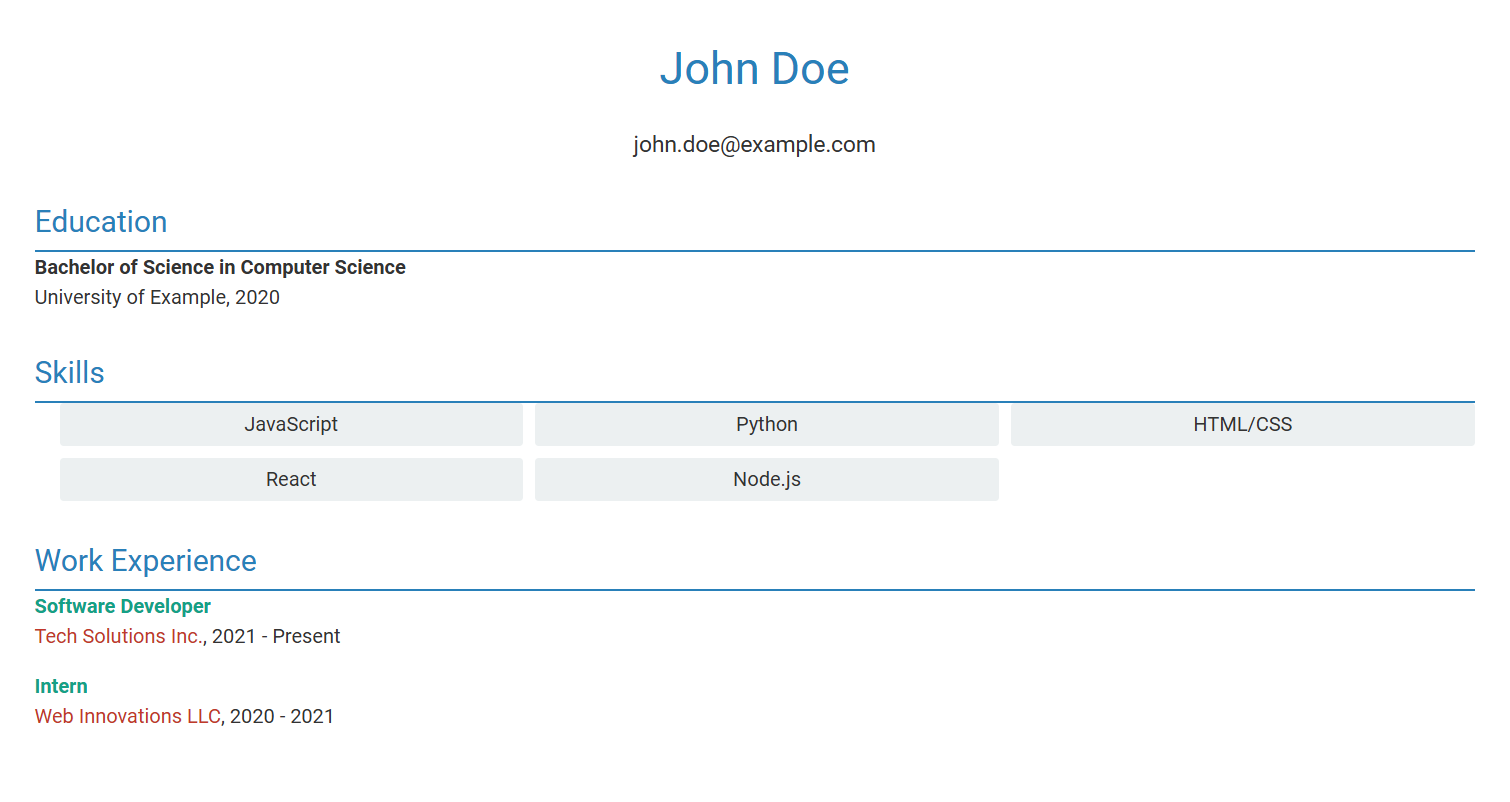 John Doe
john.doe@example.com
Education
Bachelor of Science in Computer Science
University of Example, 2020
Skills
JavaScript
Python
HTML/CSS
React
Node.js
Work Experience
Software Developer
Tech Solutions Inc., 2021 - Present
Intern
Web Innovations LLC, 2020 - 2021